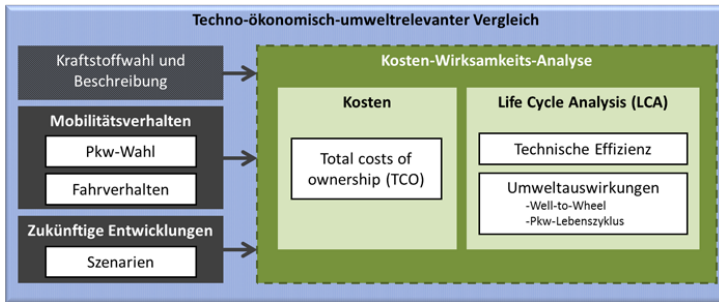 Techno-ökonomisch-umweltrelevanter Vergleich
Kraftstoffwahl und
Beschreibung
Mobilitätsverhalten
Pkw-Wahl
Fahrverhalten
Zukünftige Entwicklungen
Szenarien
Kosten-Wirksamkeits-Analyse
Kosten
Total costs of
ownership (TCO)
Life Cycle Analysis (LCA)
Technische Effizienz
Umweltauswirkungen
-Well-to-Wheel
-Pkw-Lebenszyklus